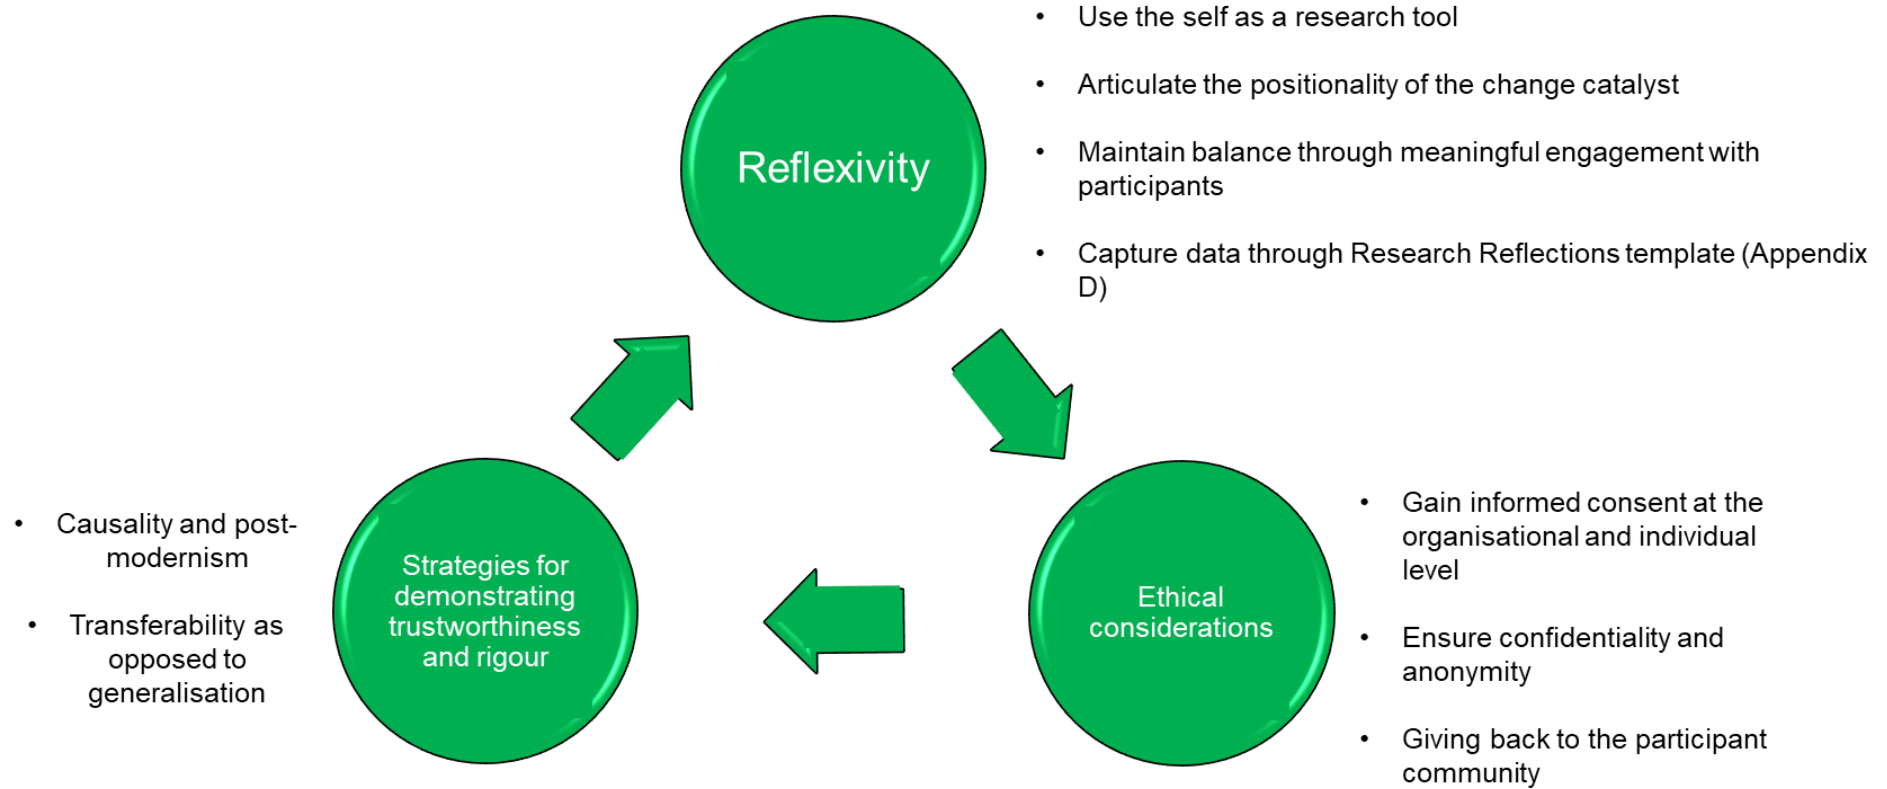 Reflexivity
• Use the self as a research tool
• Articulate the positionality of the change catalyst
• Maintain balance through meaningful engagement with
participants
• Capture data through Research Reflections template (Appendix
D)
Ethical
considerations
• Gain informed consent at the
organisational and individual
level
• Ensure confidentiality and
anonymity
• Giving back to the participant
community
Strategies for
demonstrating
trustworthiness
and rigour
• Causality and post-
modernism
• Transferability as
opposed to
generalisation